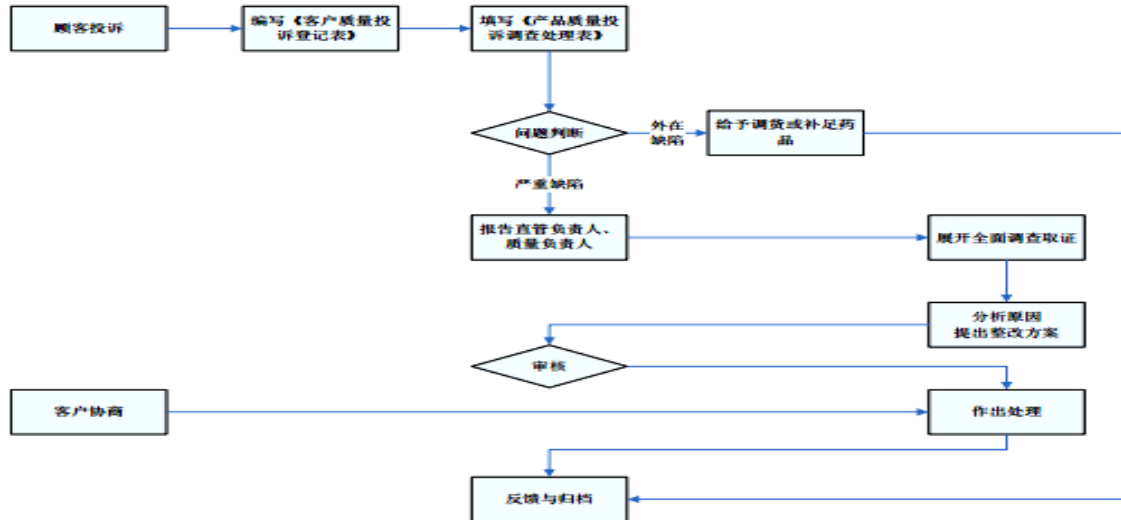 顾客投诉
编写《客户质量投
诉登记表》
填写《产品质量投
诉调查处理表》
问题判断
外在
缺陷
给予调货或补足药
品
严重缺陷
报告直管负责人、
质量负责人
展开全面调查取证
分析原因
提出整改方案
审核
客户协商
作出处理
反馈与归档